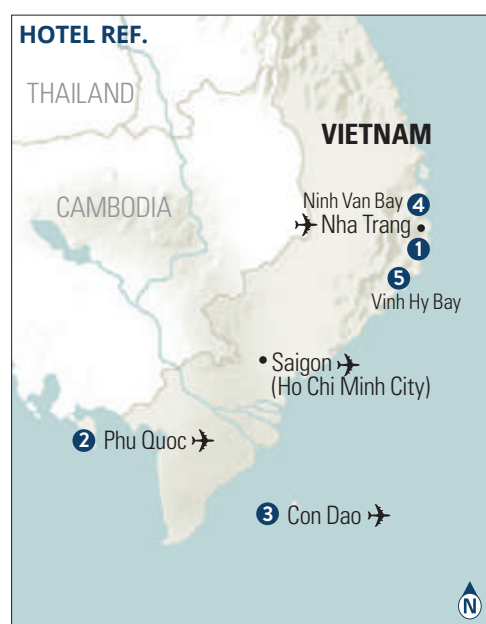 HOTEL REF.
THAILAND
VIETNAM
CAMBODIA
Ninh Van Bay 4
Nha Trang
1
5
Vinh Hy Bay
Saigon
(Ho Chi Minh City)
2 Phu Quoc
3 Con Dao
N